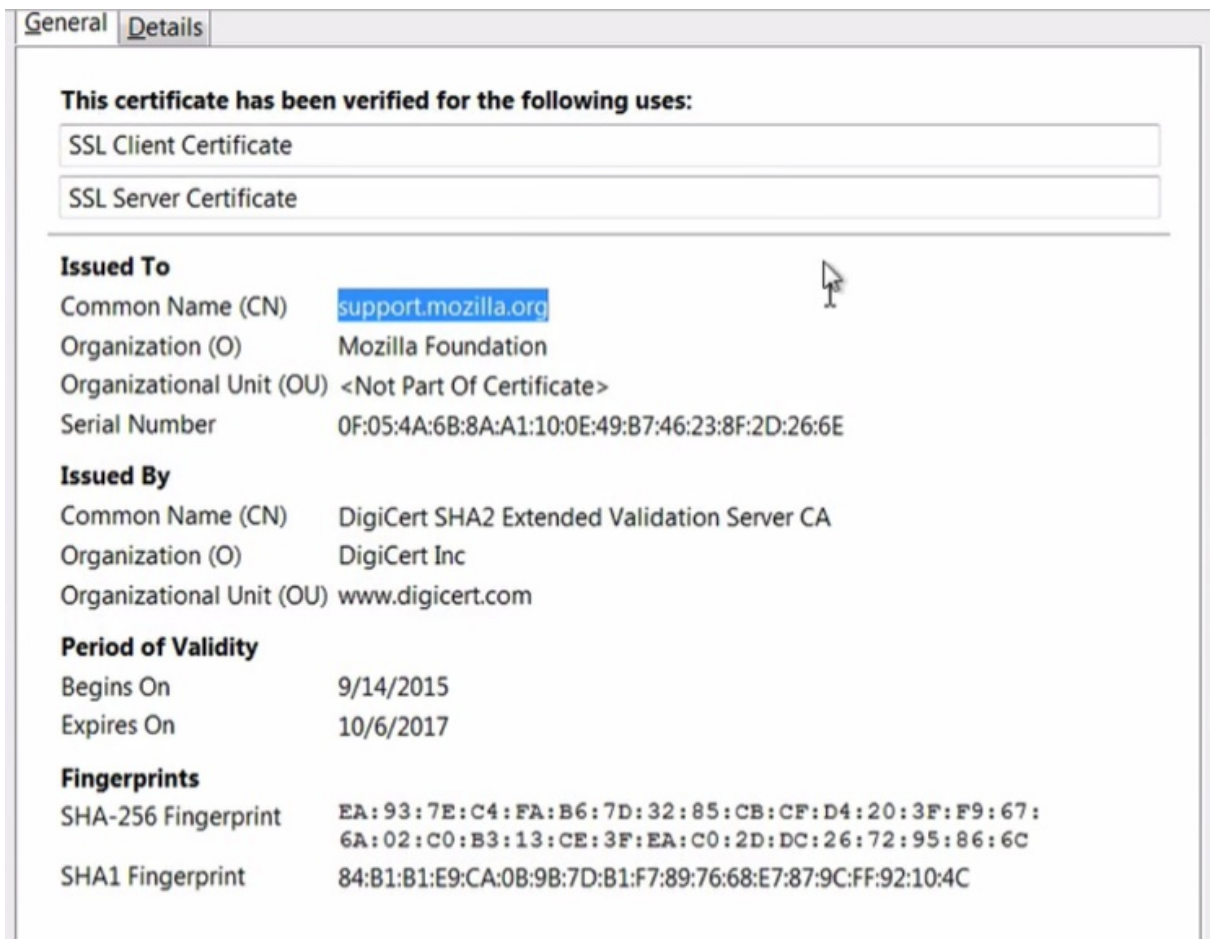 General Details
This certificate has been verified for the following uses:
SSL Client Certificate
SSL Server Certificate
Issued To
Common Name (CN) support.mozilla.org
Organization (O) Mozilla Foundation
Organizational Unit (OU) <Not Part Of Certificate>
Serial Number 0F:05:4A:6B:8A:A1:10:0E:49:B7:46:23:8F:2D:26:6E
Issued By
Common Name (CN) DigiCert SHA2 Extended Validation Server CA
Organization (O) DigiCert Inc
Organizational Unit (OU) www.digicert.com
Period of Validity
Begins On 9/14/2015
Expires On 10/6/2017
Fingerprints
SHA-256 Fingerprint EA:93:7E:C4:FA:B6:7D:32:85:CB:CF:D4:20:3F:F9:67:
6A:02:C0:B3:13:CE:3F:EA:C0:2D:DC:26:72:95:86:6C
SHA1 Fingerprint 84:B1:B1:E9:CA:0B:9B:7D:B1:F7:89:76:68:E7:87:9C:FF:92:10:4C